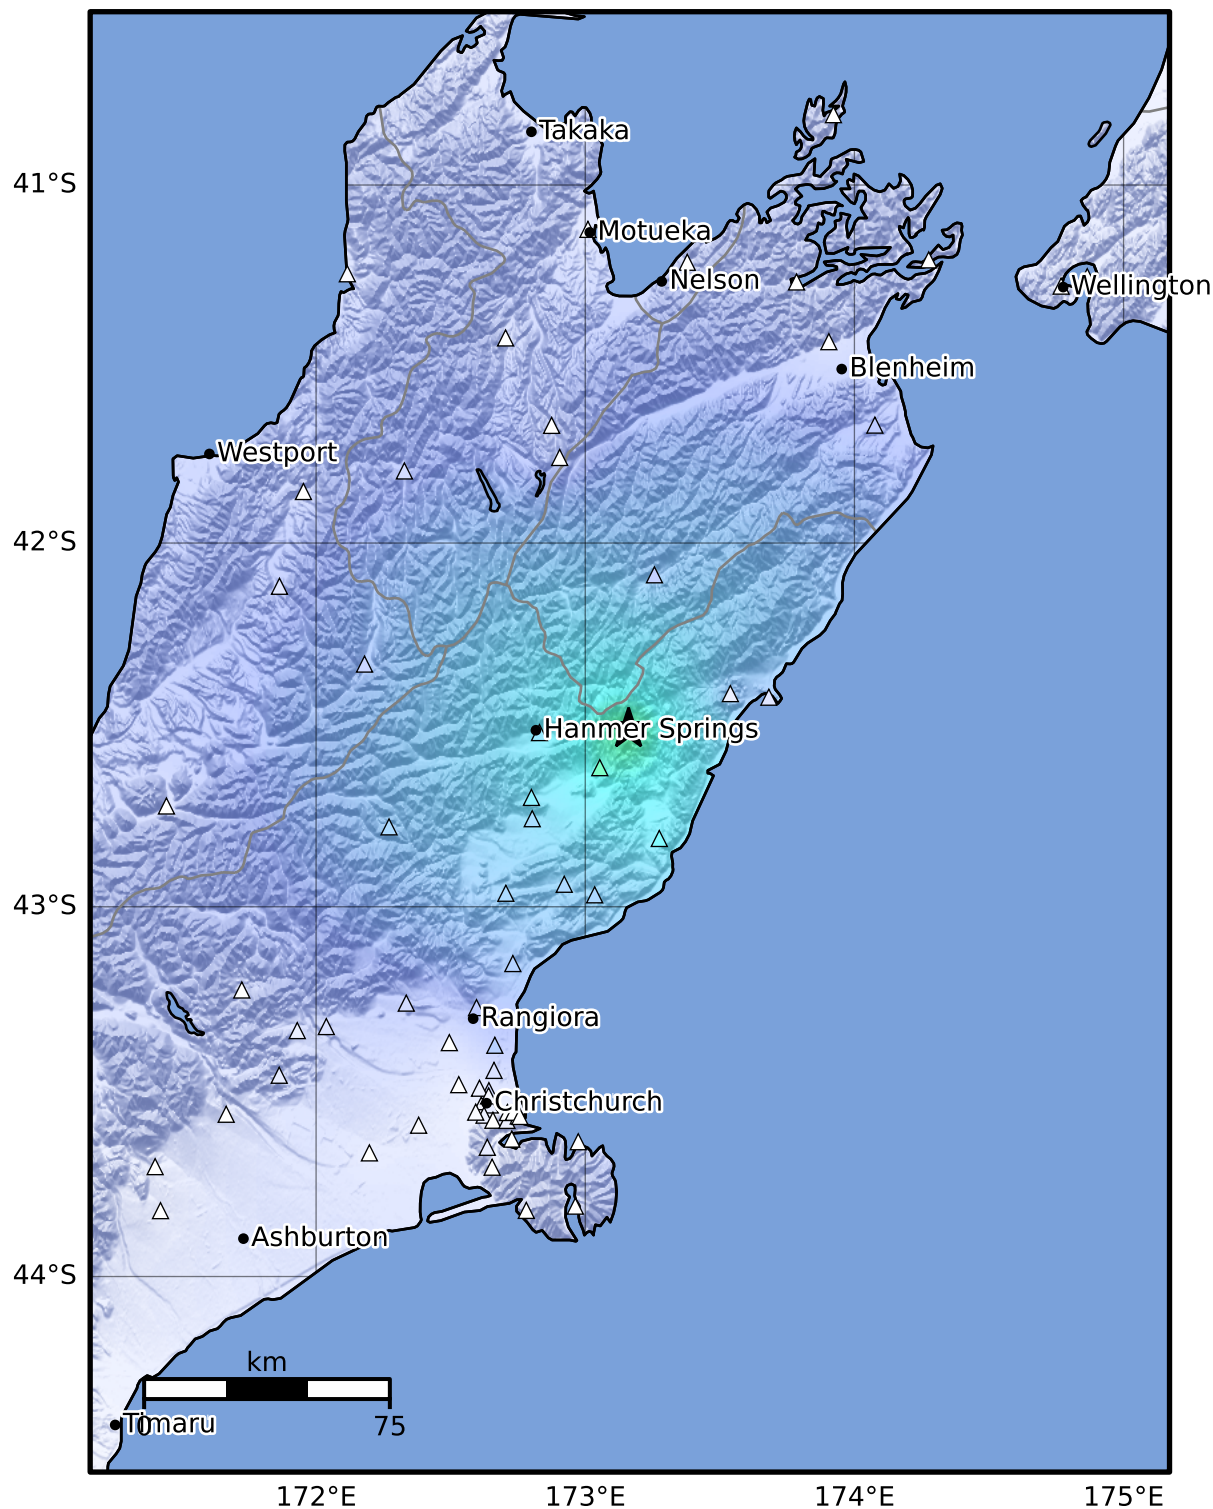 Takaka
41°S
Motueka
Nelson
Wellington
Blenheim
Westport
42°S
Hanmer Springs
43°S
Rangiora
Christchurch
Ashburton
44°S
km
0
75
Timaru
172°E
173°E
174°E
175°E